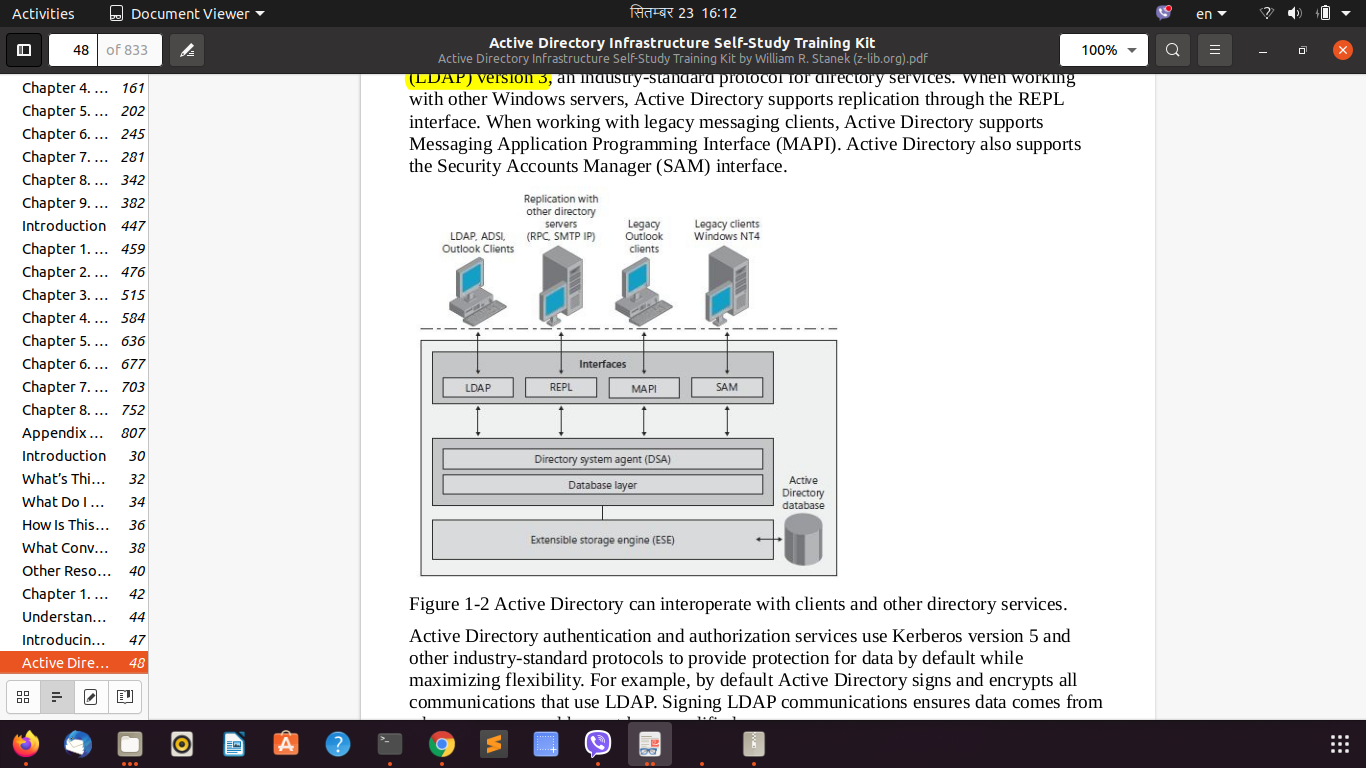 Activities
Document Viewer
सितम्बर 23 16:12
en
48
of 833
Active Directory Infrastructure Self-Study Training Kit
Active Directory Infrastructure Self-Study Training Kit by William R. Stanek (z-lib.org).pdf
100%
Chapter 4. … 161
Chapter 5. … 202
Chapter 6. … 245
Chapter 7. … 281
Chapter 8. … 342
Chapter 9. … 382
Introduction 447
Chapter 1. … 459
Chapter 2. … 476
Chapter 3. … 515
Chapter 4. … 584
Chapter 5. … 636
Chapter 6. … 677
Chapter 7. … 703
Chapter 8. … 752
Appendix … 807
Introduction 30
What’s Thi… 32
What Do I … 34
How Is This… 36
What Conv… 38
Other Reso… 40
Chapter 1. … 42
Understan… 44
Introducin… 47
Active Dire… 48
(LDAP) version 3, an industry-standard protocol for directory services. When working
with other Windows servers, Active Directory supports replication through the REPL
interface. When working with legacy messaging clients, Active Directory supports
Messaging Application Programming Interface (MAPI). Active Directory also supports
the Security Accounts Manager (SAM) interface.
LDAP, ADSI,
Outlook Clients
Replication with
other directory
servers
(RPC, SMTP IP)
Legacy
Outlook
clients
Legacy clients
Windows NT4
Interfaces
LDAP
REPL
MAPI
SAM
Directory system agent (DSA)
Database layer
Active
Directory
database
Extensible storage engine (ESE)
Figure 1-2 Active Directory can interoperate with clients and other directory services.
Active Directory authentication and authorization services use Kerberos version 5 and
other industry-standard protocols to provide protection for data by default while
maximizing flexibility. For example, by default Active Directory signs and encrypts all
communications that use LDAP. Signing LDAP communications ensures data comes from